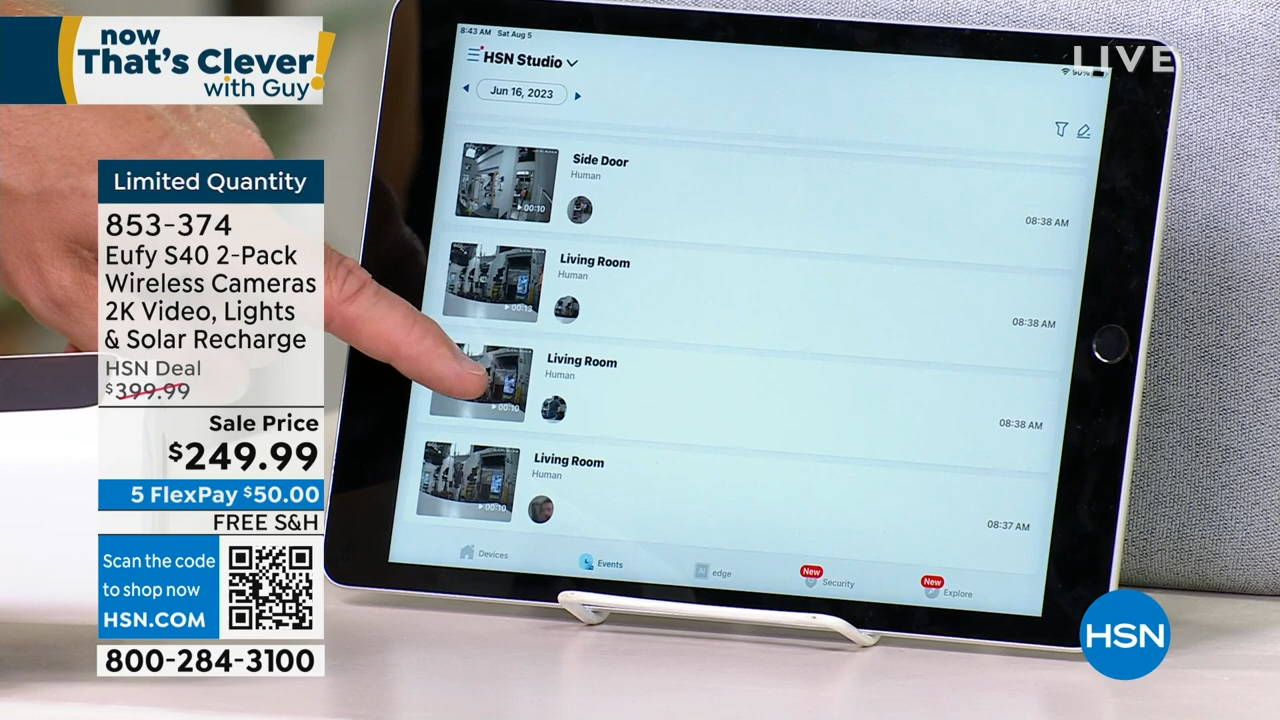 now
That's Clever!
with Guy
Limited Quantity
853-374
Eufy S40 2-Pack
Wireless Cameras
2K Video, Lights
& Solar Recharge
HSN Deal
$399.99
Sale Price
$249.99
5 FlexPay $50.00
FREE S&H
Scan the code
to shop now
HSN.COM
800-284-3100
8:43 AM Sat Aug 5
90%
HSN Studio
Jun 16, 2023
Side Door
Human
00:10
08:38 AM
Living Room
Human
00:13
08:38 AM
Living Room
Human
00:10
08:38 AM
Living Room
Human
00:10
08:37 AM
Devices
Events
AI
edge
New
Security
New
Explore
LIVE
HSN